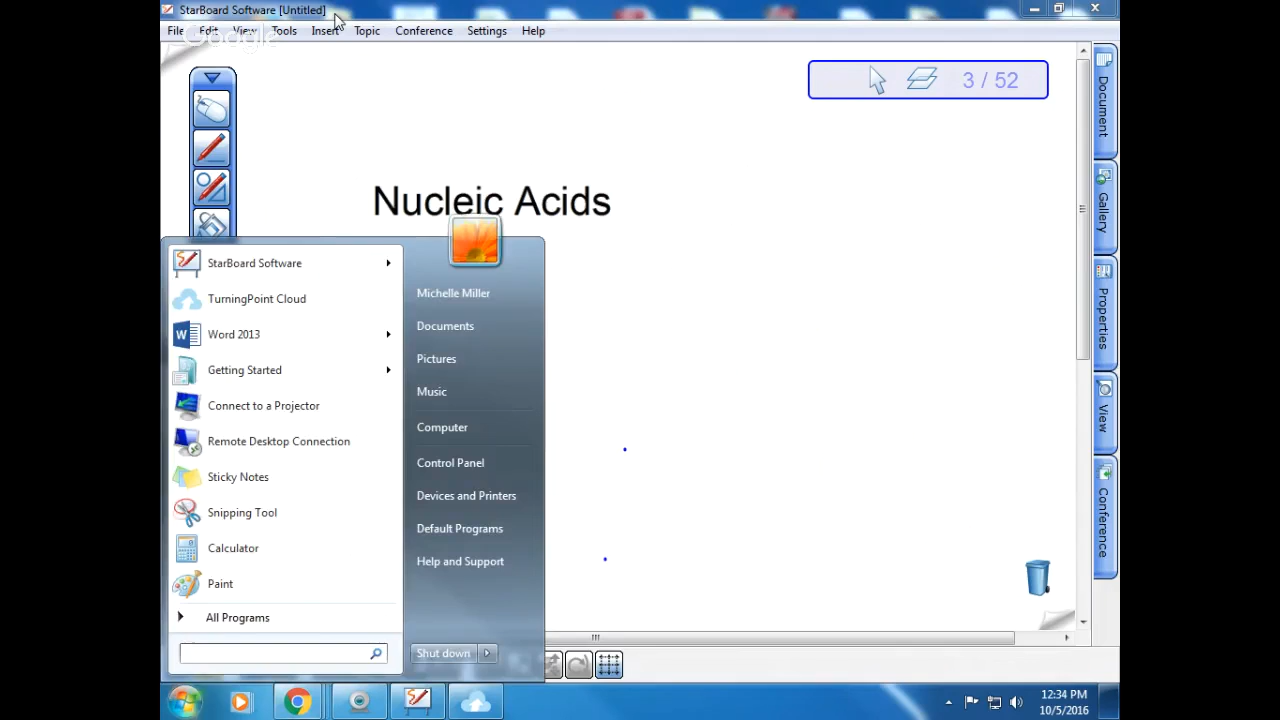 StarBoard Software [Untitled]
File Edit View Tools Insert Topic Conference Settings Help
Google
3 / 52
Document
Gallery
Properties
View
Conference
Nucleic Acids
StarBoard Software
TurningPoint Cloud
Word 2013
Getting Started
Connect to a Projector
Remote Desktop Connection
Sticky Notes
Snipping Tool
Calculator
Paint
All Programs
Michelle Miller
Documents
Pictures
Music
Computer
Control Panel
Devices and Printers
Default Programs
Help and Support
Shut down
12:34 PM
10/5/2016